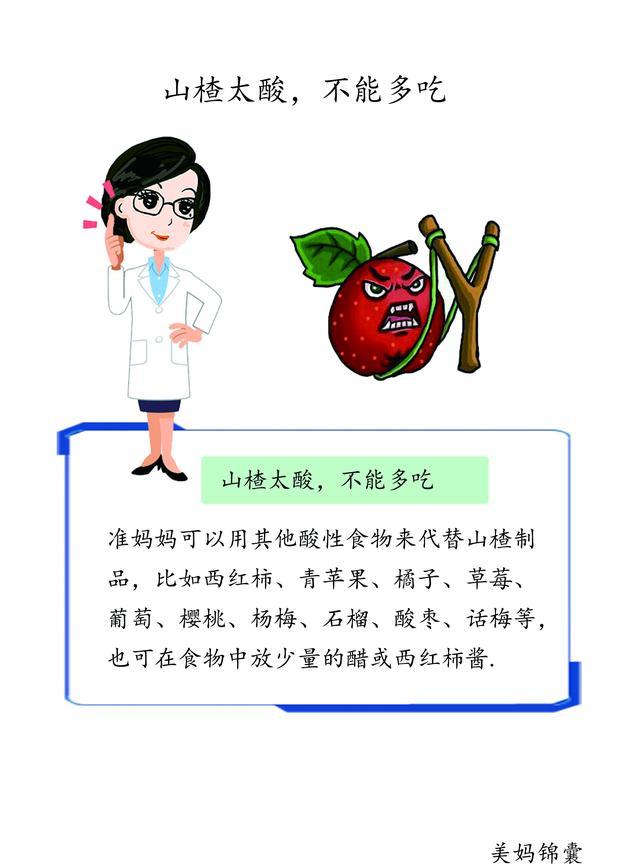 山楂太酸，不能多吃
山楂太酸，不能多吃
准妈妈可以用其他酸性食物来代替山楂制
品，比如西红柿、青苹果、橘子、草莓、
葡萄、樱桃、杨梅、石榴、酸枣、话梅等，
也可在食物中放少量的醋或西红柿酱.
美妈锦囊